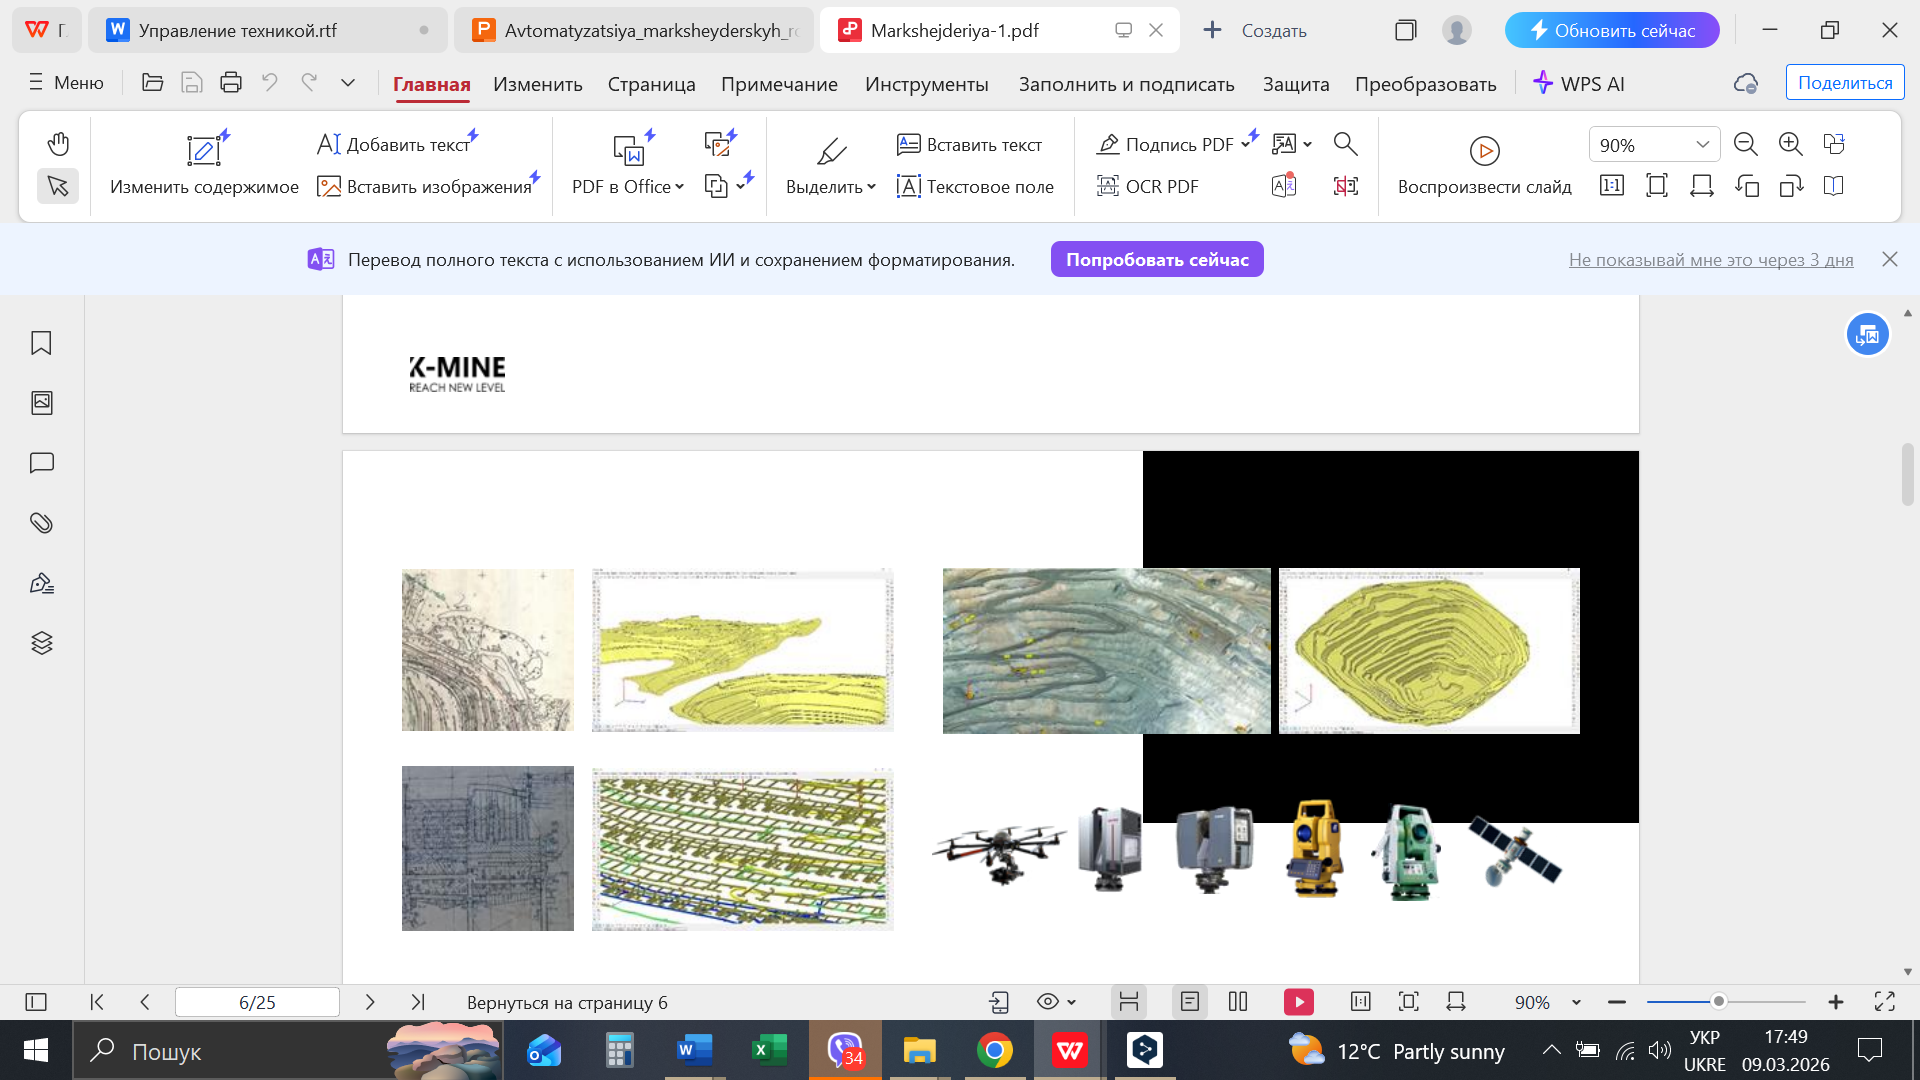 Управление техникой.rtf
Avtomatyzatsiya_marksheyderskyh_
Markshejderiya-1.pdf
Создать
Обновить сейчас
Меню
Главная
Изменить
Страница
Примечание
Инструменты
Заполнить и подписать
Защита
Преобразовать
WPS AI
Поделиться
Изменить содержимое
Добавить текст
Вставить изображения
PDF в Office
Выделить
Вставить текст
Текстовое поле
Подпись PDF
OCR PDF
Воспроизвести слайд
90%
1:1
Перевод полного текста с использованием ИИ и сохранением форматирования.
Попробовать сейчас
Не показывай мне это через 3 дня
K-MINE
REACH NEW LEVEL
6/25
Вернуться на страницу 6
90%
Пошук
34
12°C Partly sunny
УКР
UKRE
17:49
09.03.2026